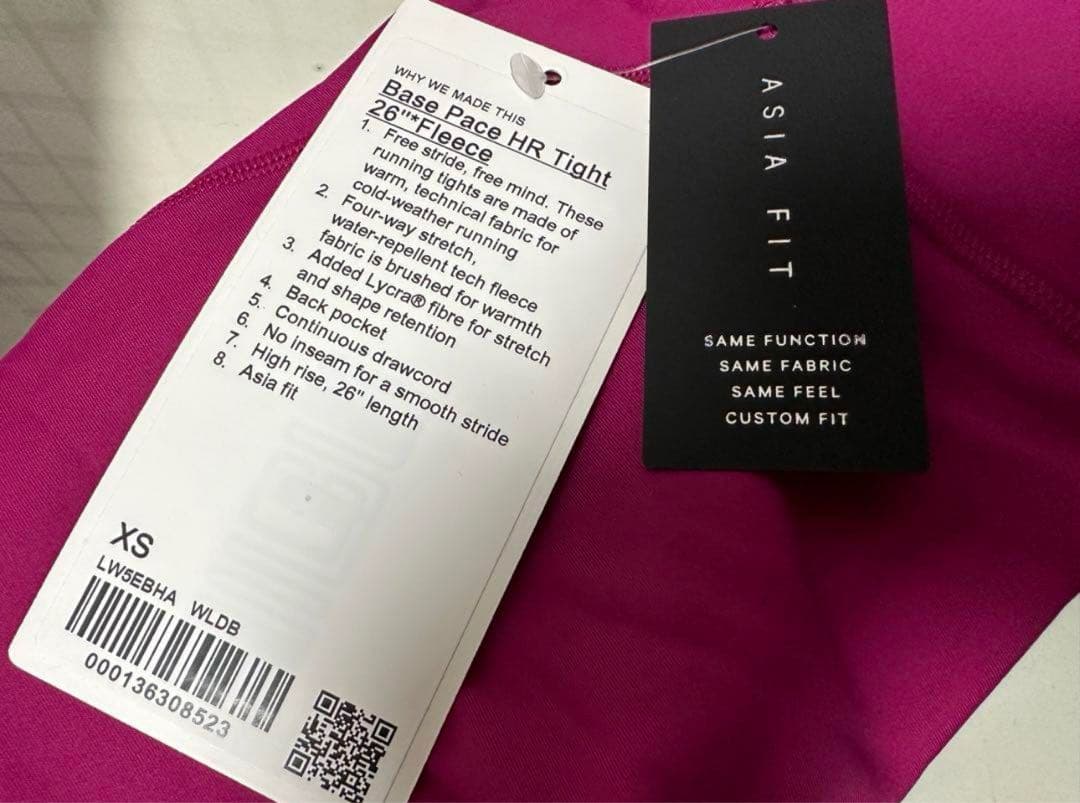 WHY WE MADE THIS
Base Pace HR Tight
26"*Fleece
1. Free stride, free mind. These
running tights are made of
warm, technical fabric for
cold-weather running
2. Four-way stretch,
water-repellent tech fleece
fabric is brushed for warmth
3. Added Lycra® fibre for stretch
and shape retention
4. Back pocket
5. Continuous drawcord
6. No inseam for a smooth stride
7. High rise, 26" length
8. Asia fit
XS
LW5EBHA WLDB
000136308523
ASIA FIT
SAME FUNCTION
SAME FABRIC
SAME FEEL
CUSTOM FIT